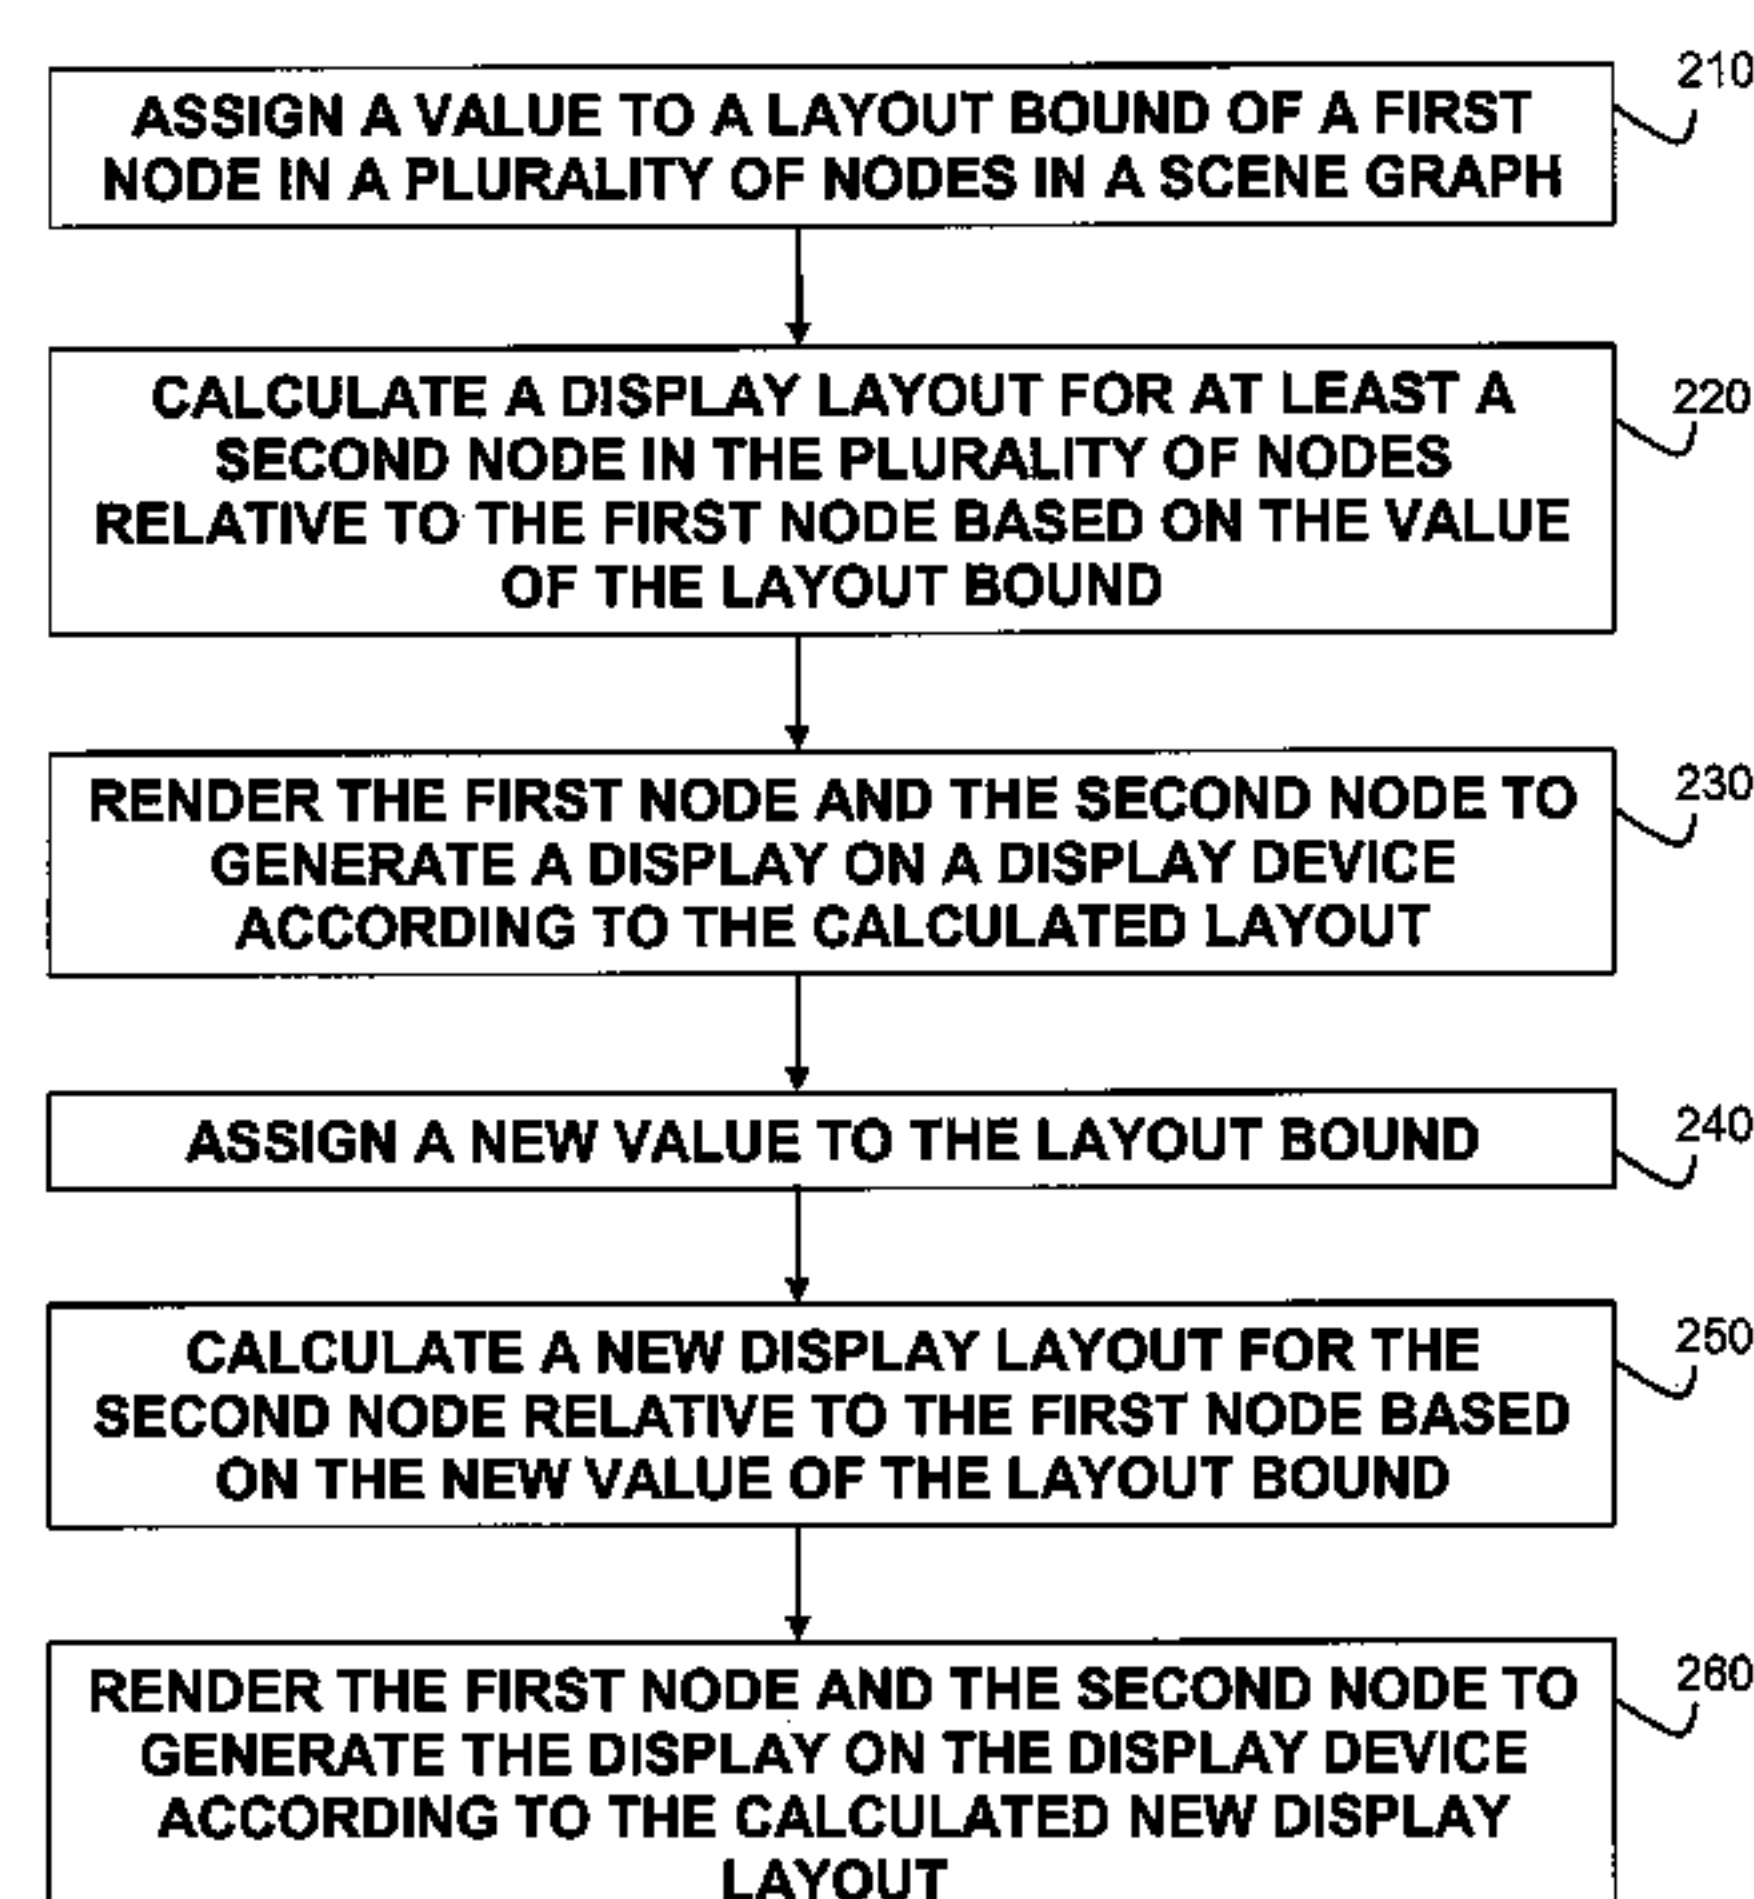 210
ASSIGN A VALUE TO A LAYOUT BOUND OF A FIRST
NODE IN A PLURALITY OF NODES IN A SCENE GRAPH
220
CALCULATE A DISPLAY LAYOUT FOR AT LEAST A
SECOND NODE IN THE PLURALITY OF NODES
RELATIVE TO THE FIRST NODE BASED ON THE VALUE
OF THE LAYOUT BOUND
230
RENDER THE FIRST NODE AND THE SECOND NODE TO
GENERATE A DISPLAY ON A DISPLAY DEVICE
ACCORDING TO THE CALCULATED LAYOUT
240
ASSIGN A NEW VALUE TO THE LAYOUT BOUND
250
CALCULATE A NEW DISPLAY LAYOUT FOR THE
SECOND NODE RELATIVE TO THE FIRST NODE BASED
ON THE NEW VALUE OF THE LAYOUT BOUND
260
RENDER THE FIRST NODE AND THE SECOND NODE TO
GENERATE THE DISPLAY ON THE DISPLAY DEVICE
ACCORDING TO THE CALCULATED NEW DISPLAY
LAYOUT